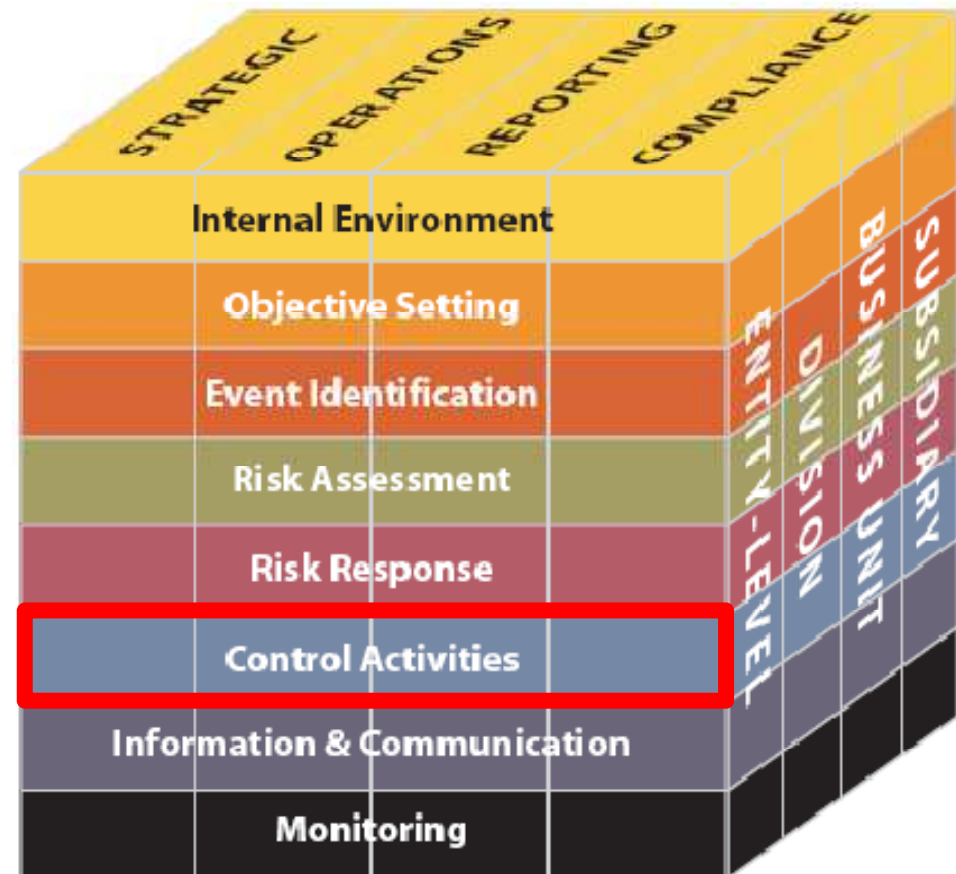 STRATEGIC
OPERATIONS
REPORTING
COMPLIANCE
Internal Environment
Objective Setting
Event Identification
Risk Assessment
Risk Response
Control Activities
Information & Communication
Monitoring
ENTITY-LEVEL
DIVISION
BUSINESS UNIT
SUBSIDIARY